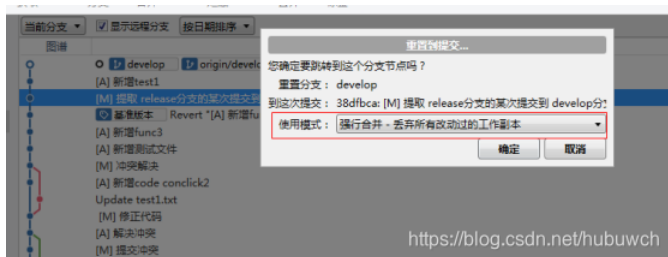 当前分支 显示远程分支 按日期排序
图谱
develop origin/develo
[A] 新增test1
[M] 提取 release分支的某次提交到
基准版本 Revert "[A] 新增fu
[A] 新增func3
[A] 新增测试文件
[M] 冲突解决
[A] 新增code conclick2
Update test1.txt
[M] 修正代码
[A] 解决冲突
[M] 提交冲突
重置到提交...
您确定要跳转到这个分支节点吗？
重置分支： develop
到这次提交： 38dfbca: [M] 提取 release分支的某次提交到 develop分
使用模式： 强行合并 - 丢弃所有改动过的工作副本
确定 取消
https://blog.csdn.net/hubuwch